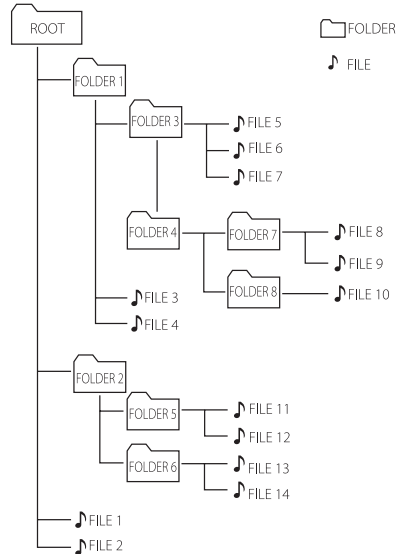 ROOT
FOLDER
FILE
FOLDER 1
FOLDER 3
FILE 5
FILE 6
FILE 7
FOLDER 4
FOLDER 7
FILE 8
FILE 9
FOLDER 8
FILE 10
FILE 3
FILE 4
FOLDER 2
FOLDER 5
FILE 11
FILE 12
FOLDER 6
FILE 13
FILE 14
FILE 1
FILE 2